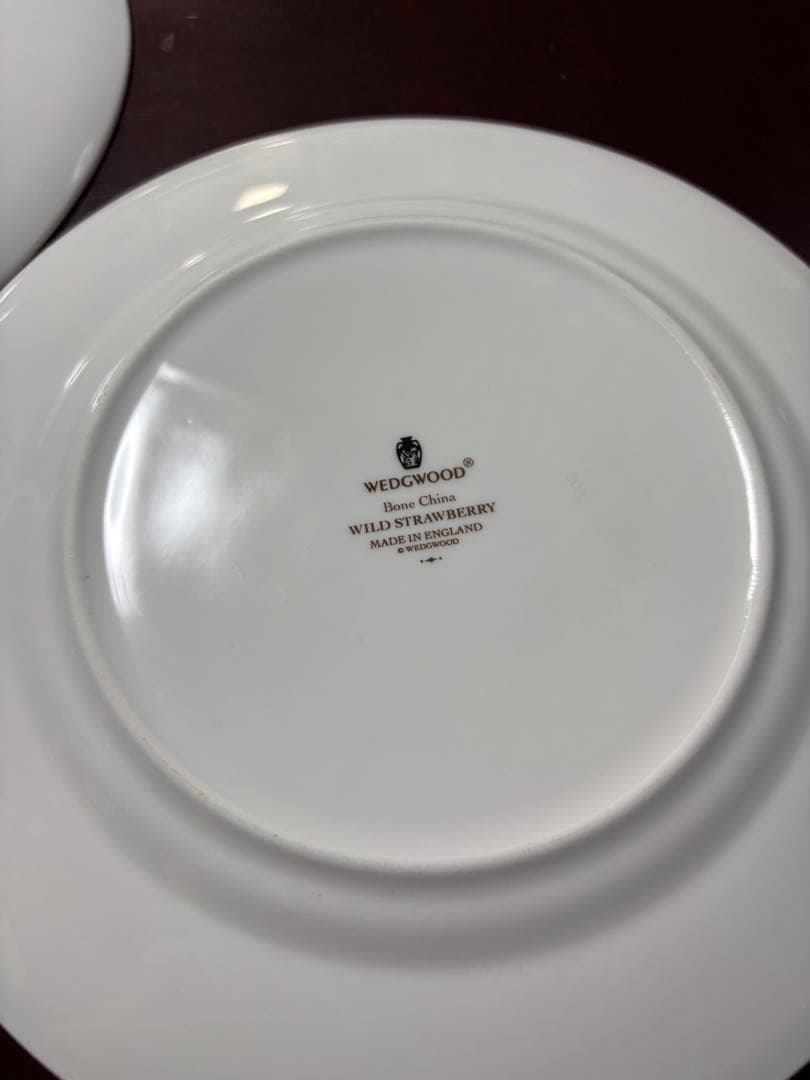 WEDGWOOD®
Bone China
WILD STRAWBERRY
MADE IN ENGLAND
© WEDGWOOD